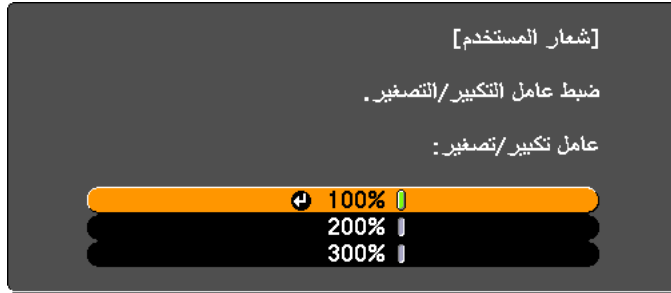 [شعار المستخدم]
ضبط عامل التكبير/التصغير.
عامل تكبير/تصغير:
100%
200%
300%